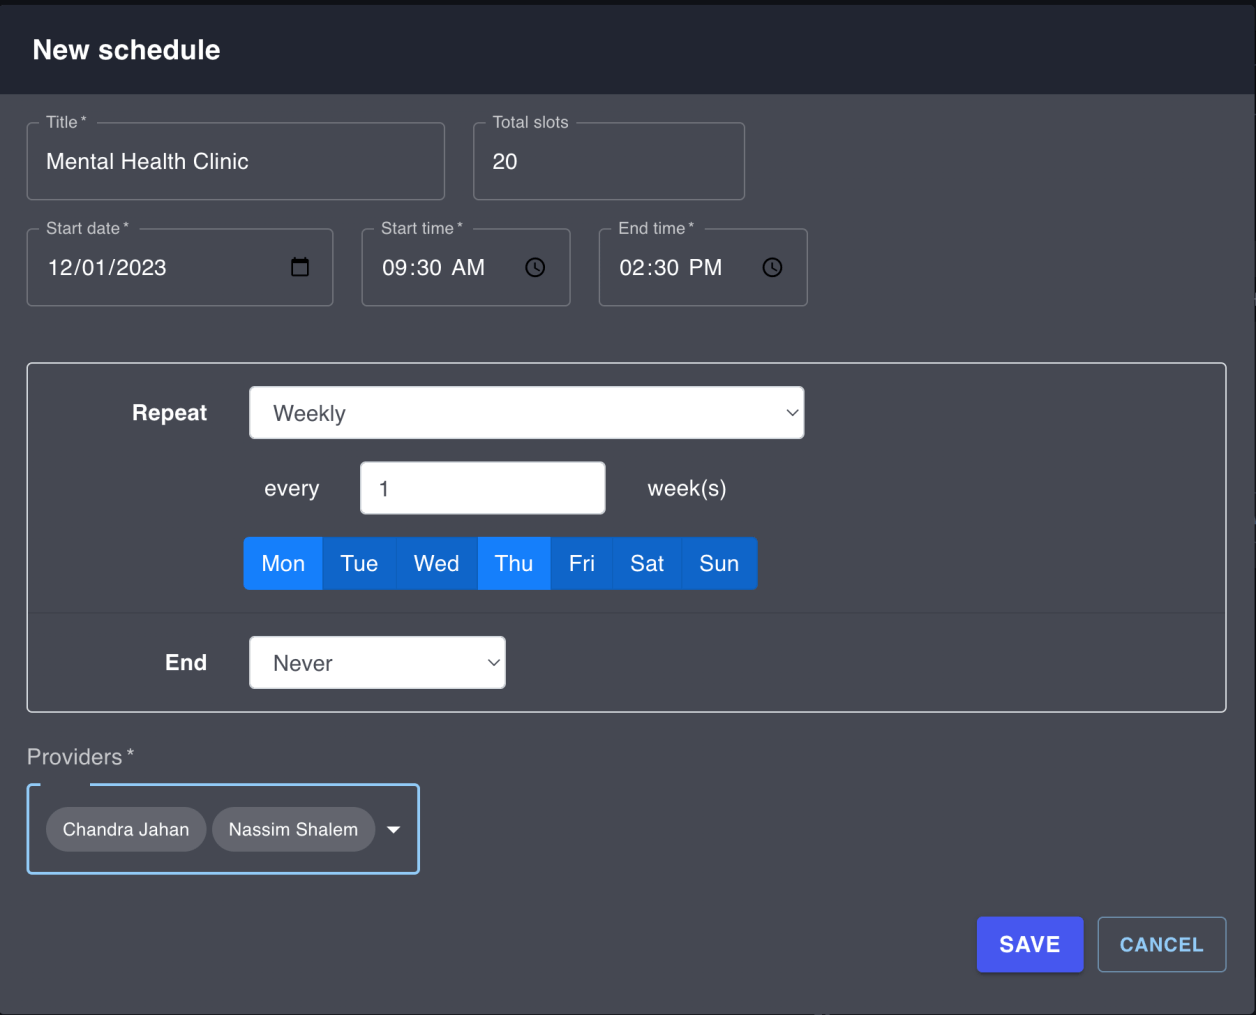 New schedule
Title *
Total slots
Mental Health Clinic
20
Start date *
Start time *
End time *
12/01/2023
09:30 AM
02:30 PM
Repeat
Weekly
every
1
week(s)
Mon
Tue
Wed
Thu
Fri
Sat
Sun
End
Never
Providers *
Chandra Jahan
Nassim Shalem
SAVE
CANCEL